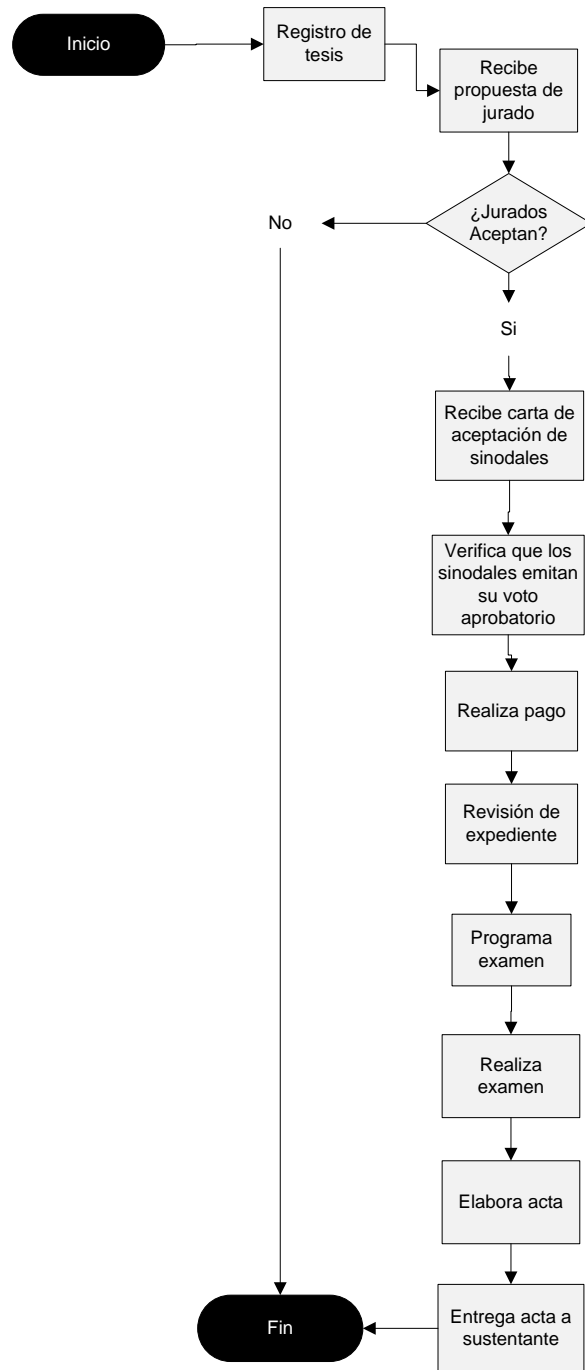 Inicio
Registro de
tesis
Recibe
propuesta de
jurado
¿Jurados
Aceptan?
No
Si
Recibe carta de
aceptación de
sinodales
Verifica que los
sinodales emitan
su voto
aprobatorio
Realiza pago
Revisión de
expediente
Programa
examen
Realiza
examen
Elabora acta
Entrega acta a
sustentante
Fin